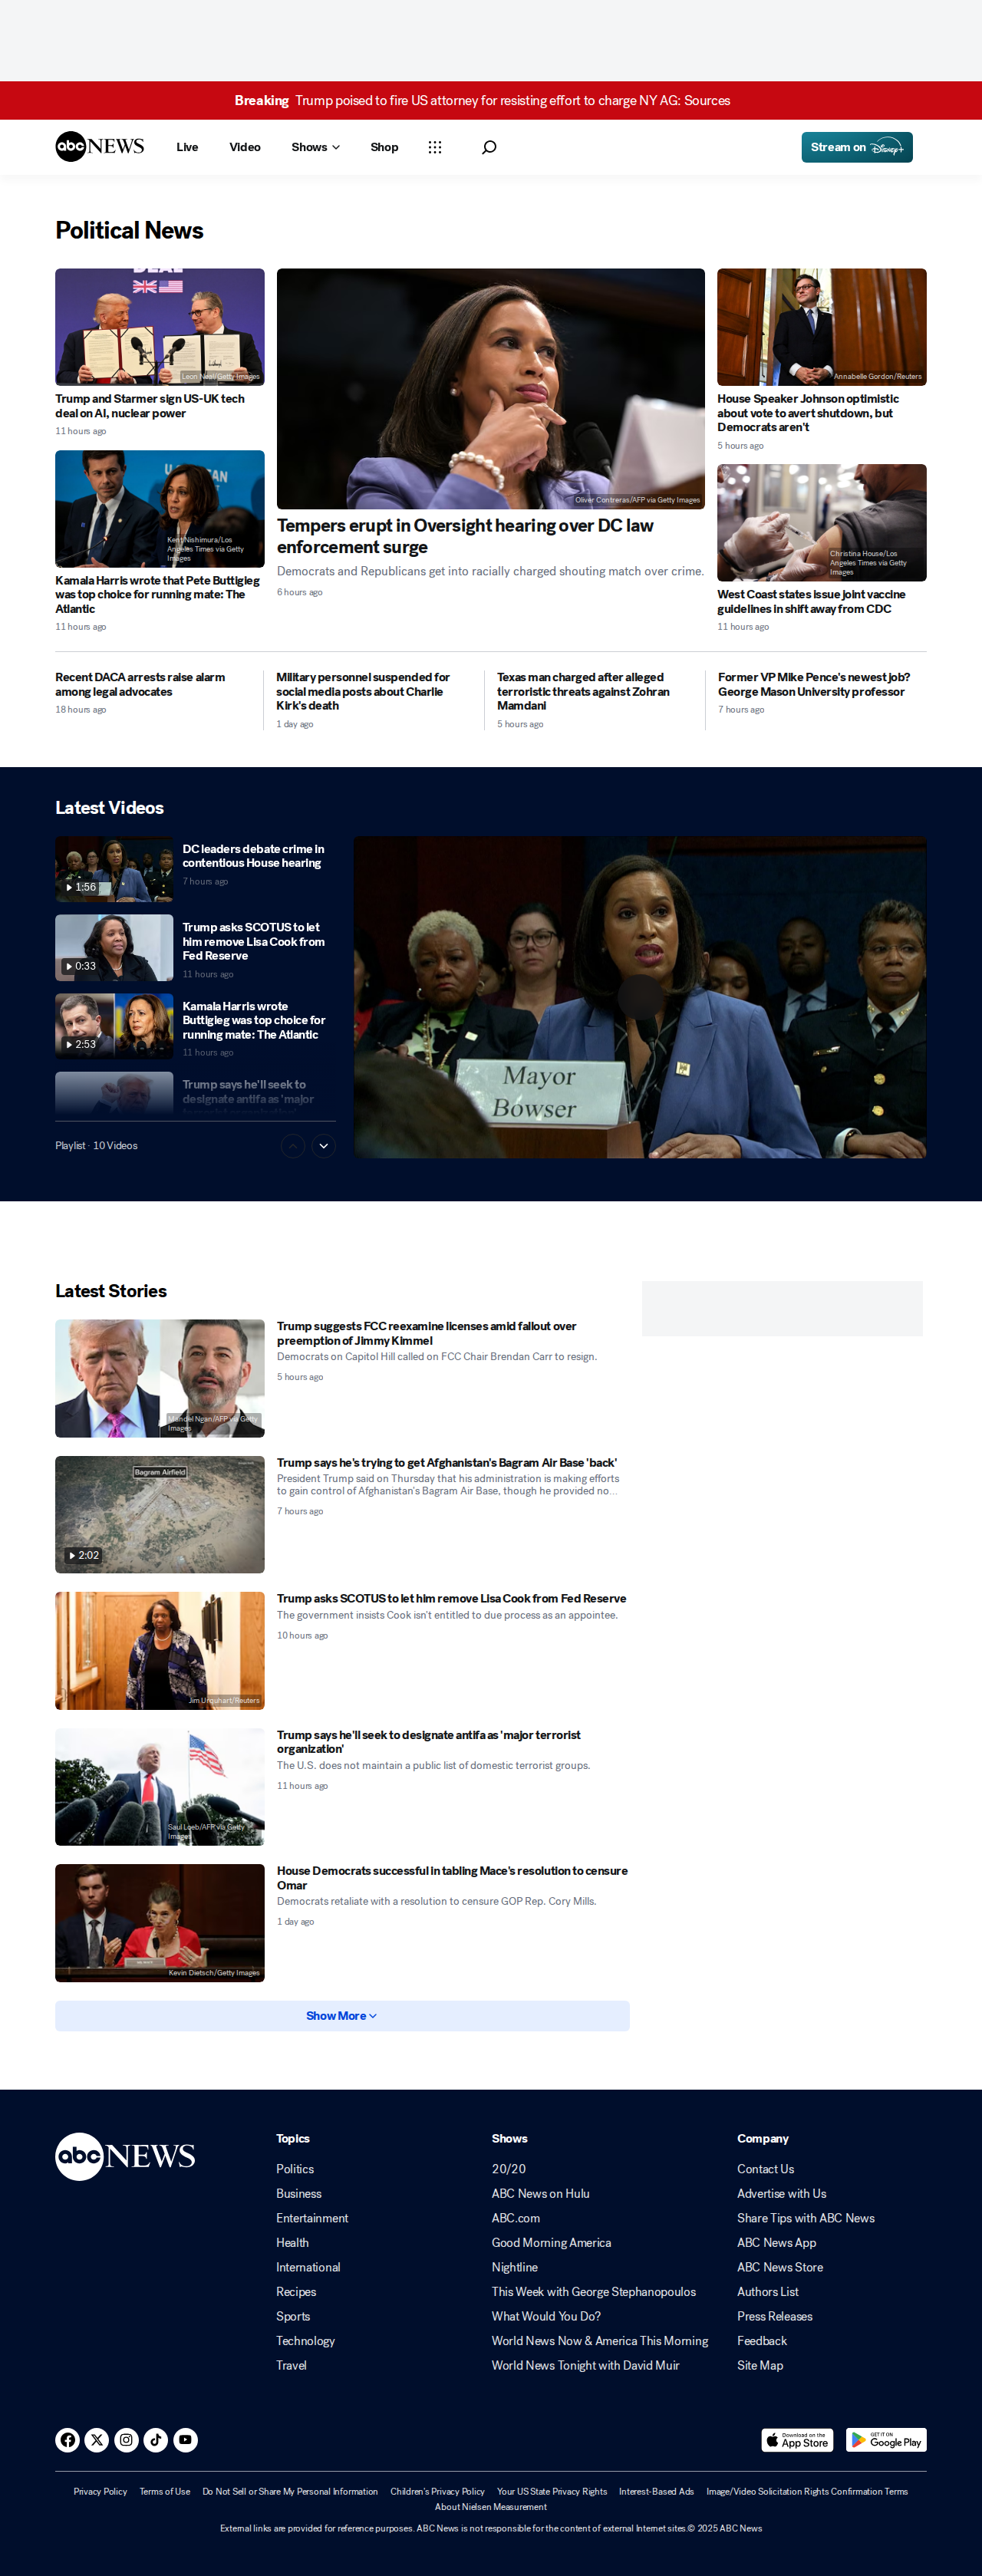 Breaking Trump poised to fire US attorney for resisting effort to charge NY AG: Sources
abc NEWS
Live
Video
Shows
Shop
Stream on Disney+
Political News
DEAL
Leon Neal/Getty Images
Trump and Starmer sign US-UK tech
deal on AI, nuclear power
11 hours ago
Kent Nishimura/Los
Angeles Times via Getty
Images
Kamala Harris wrote that Pete Buttigieg
was top choice for running mate: The
Atlantic
11 hours ago
Oliver Contreras/AFP via Getty Images
Tempers erupt in Oversight hearing over DC law
enforcement surge
Democrats and Republicans get into racially charged shouting match over crime.
6 hours ago
Annabelle Gordon/Reuters
House Speaker Johnson optimistic
about vote to avert shutdown, but
Democrats aren't
5 hours ago
Christina House/Los
Angeles Times via Getty
Images
West Coast states issue joint vaccine
guidelines in shift away from CDC
11 hours ago
Recent DACA arrests raise alarm
among legal advocates
18 hours ago
Military personnel suspended for
social media posts about Charlie
Kirk's death
1 day ago
Texas man charged after alleged
terroristic threats against Zohran
Mamdani
5 hours ago
Former VP Mike Pence's newest job?
George Mason University professor
7 hours ago
Latest Videos
1:56
DC leaders debate crime in
contentious House hearing
7 hours ago
0:33
Trump asks SCOTUS to let
him remove Lisa Cook from
Fed Reserve
11 hours ago
2:53
Kamala Harris wrote
Buttigieg was top choice for
running mate: The Atlantic
11 hours ago
Trump says he'll seek to
designate antifa as 'major
Playlist · 10 Videos
Mayor
Bowser
Latest Stories
Mandel Ngan/AFP via Getty
Images
Trump suggests FCC reexamine licenses amid fallout over
preemption of Jimmy Kimmel
Democrats on Capitol Hill called on FCC Chair Brendan Carr to resign.
5 hours ago
Bagram Airfield
2:02
Trump says he's trying to get Afghanistan's Bagram Air Base 'back'
President Trump said on Thursday that his administration is making efforts
to gain control of Afghanistan's Bagram Air Base, though he provided no...
7 hours ago
Jim Urquhart/Reuters
Trump asks SCOTUS to let him remove Lisa Cook from Fed Reserve
The government insists Cook isn't entitled to due process as an appointee.
10 hours ago
Saul Loeb/AFP via Getty
Images
Trump says he'll seek to designate antifa as 'major terrorist
organization'
The U.S. does not maintain a public list of domestic terrorist groups.
11 hours ago
Kevin Dietsch/Getty Images
House Democrats successful in tabling Mace's resolution to censure
Omar
Democrats retaliate with a resolution to censure GOP Rep. Cory Mills.
1 day ago
Show More
abc NEWS
Topics
Politics
Business
Entertainment
Health
International
Recipes
Sports
Technology
Travel
Shows
20/20
ABC News on Hulu
ABC.com
Good Morning America
Nightline
This Week with George Stephanopoulos
What Would You Do?
World News Now & America This Morning
World News Tonight with David Muir
Company
Contact Us
Advertise with Us
Share Tips with ABC News
ABC News App
ABC News Store
Authors List
Press Releases
Feedback
Site Map
Download on the
App Store
GET IT ON
Google Play
Privacy Policy
Terms of Use
Do Not Sell or Share My Personal Information
Children's Privacy Policy
Your US State Privacy Rights
Interest-Based Ads
Image/Video Solicitation Rights Confirmation Terms
About Nielsen Measurement
External links are provided for reference purposes. ABC News is not responsible for the content of external Internet sites.© 2025 ABC News